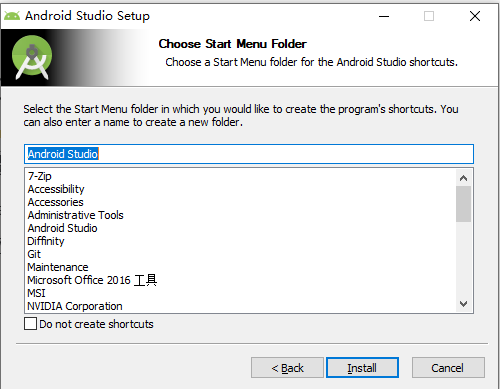 Android Studio Setup
Choose Start Menu Folder
Choose a Start Menu folder for the Android Studio shortcuts.
Select the Start Menu folder in which you would like to create the program's shortcuts. You
can also enter a name to create a new folder.
Android Studio
7-Zip
Accessibility
Accessories
Administrative Tools
Android Studio
Diffinity
Git
Maintenance
Microsoft Office 2016 工具
MSI
NVIDIA Corporation
Do not create shortcuts
< Back
Install
Cancel